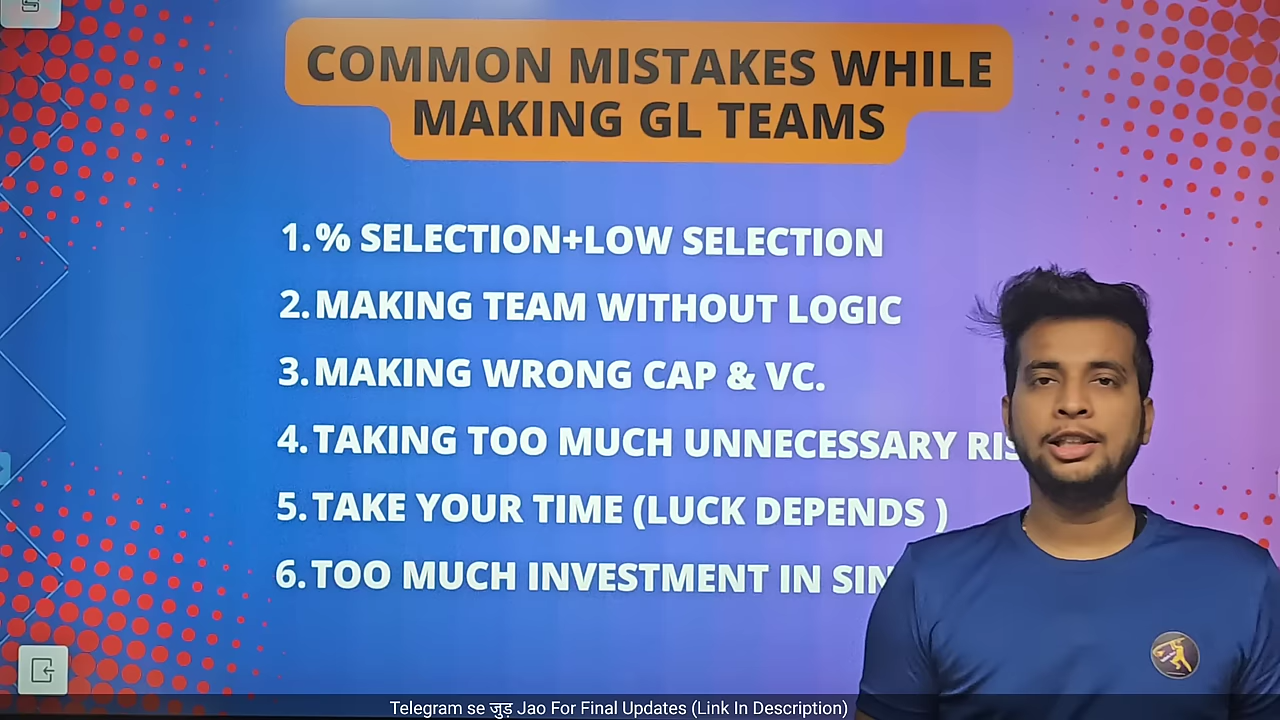 COMMON MISTAKES WHILE
MAKING GL TEAMS
1. % SELECTION+LOW SELECTION
2. MAKING TEAM WITHOUT LOGIC
3. MAKING WRONG CAP & VC.
4. TAKING TOO MUCH UNNECESSARY
5. TAKE YOUR TIME (LUCK DEPENDS )
6. TOO MUCH INVESTMENT IN
Telegram se जुड़ Jao For Final Updates (Link In Description)